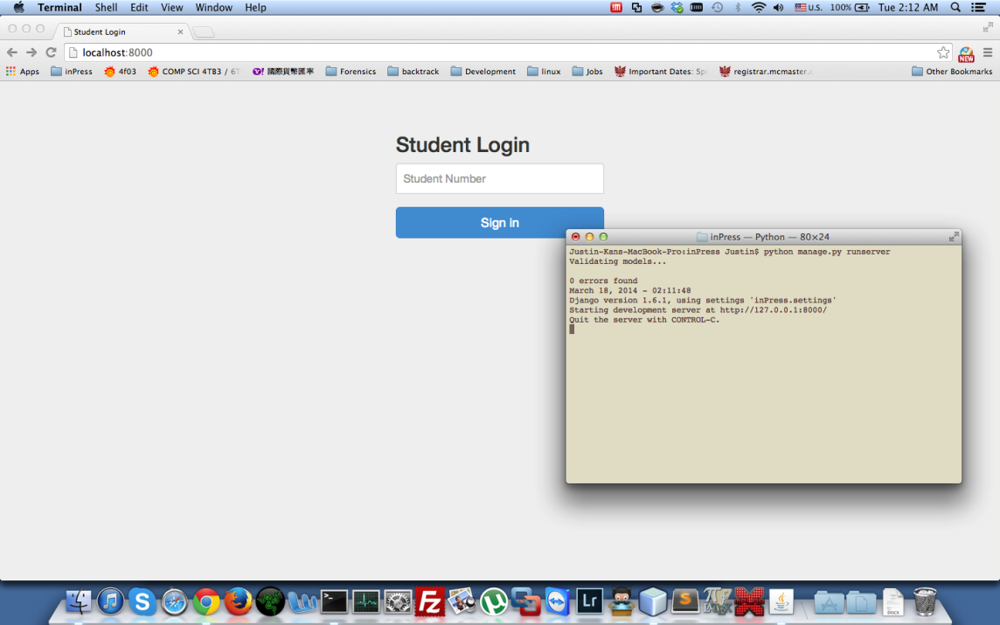 Terminal Shell Edit View Window Help U.S. 100% Tue 2:12 AM
Student Login
localhost:8000
NEW
Apps inPress 4f03 COMP SCI 4TB3 / 6T 國際貨幣匯率 Forensics backtrack Development linux Jobs Important Dates: Sp registrar.mcmaster.c Other Bookmarks
Student Login
Student Number
Sign in
inPress — Python — 80×24
Justin-Kans-MacBook-Pro:inPress Justin$ python manage.py runserver
Validating models...
0 errors found
March 18, 2014 - 02:11:48
Django version 1.6.1, using settings 'inPress.settings'
Starting development server at http://127.0.0.1:8000/
Quit the server with CONTROL-C.
Fz
Lr
DOCX